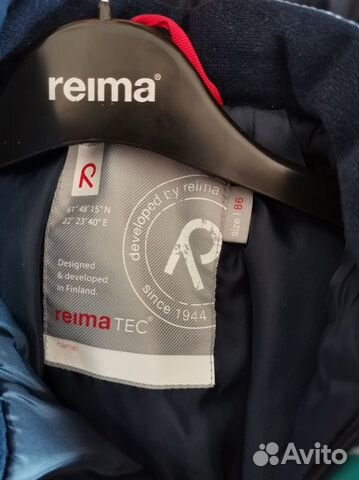 reima®
R
61°48'15"N
22°23'40"E
Designed
& developed
in Finland.
reimaTEC®
name:
developed by reima
since 1944
R
size | 86
Avito